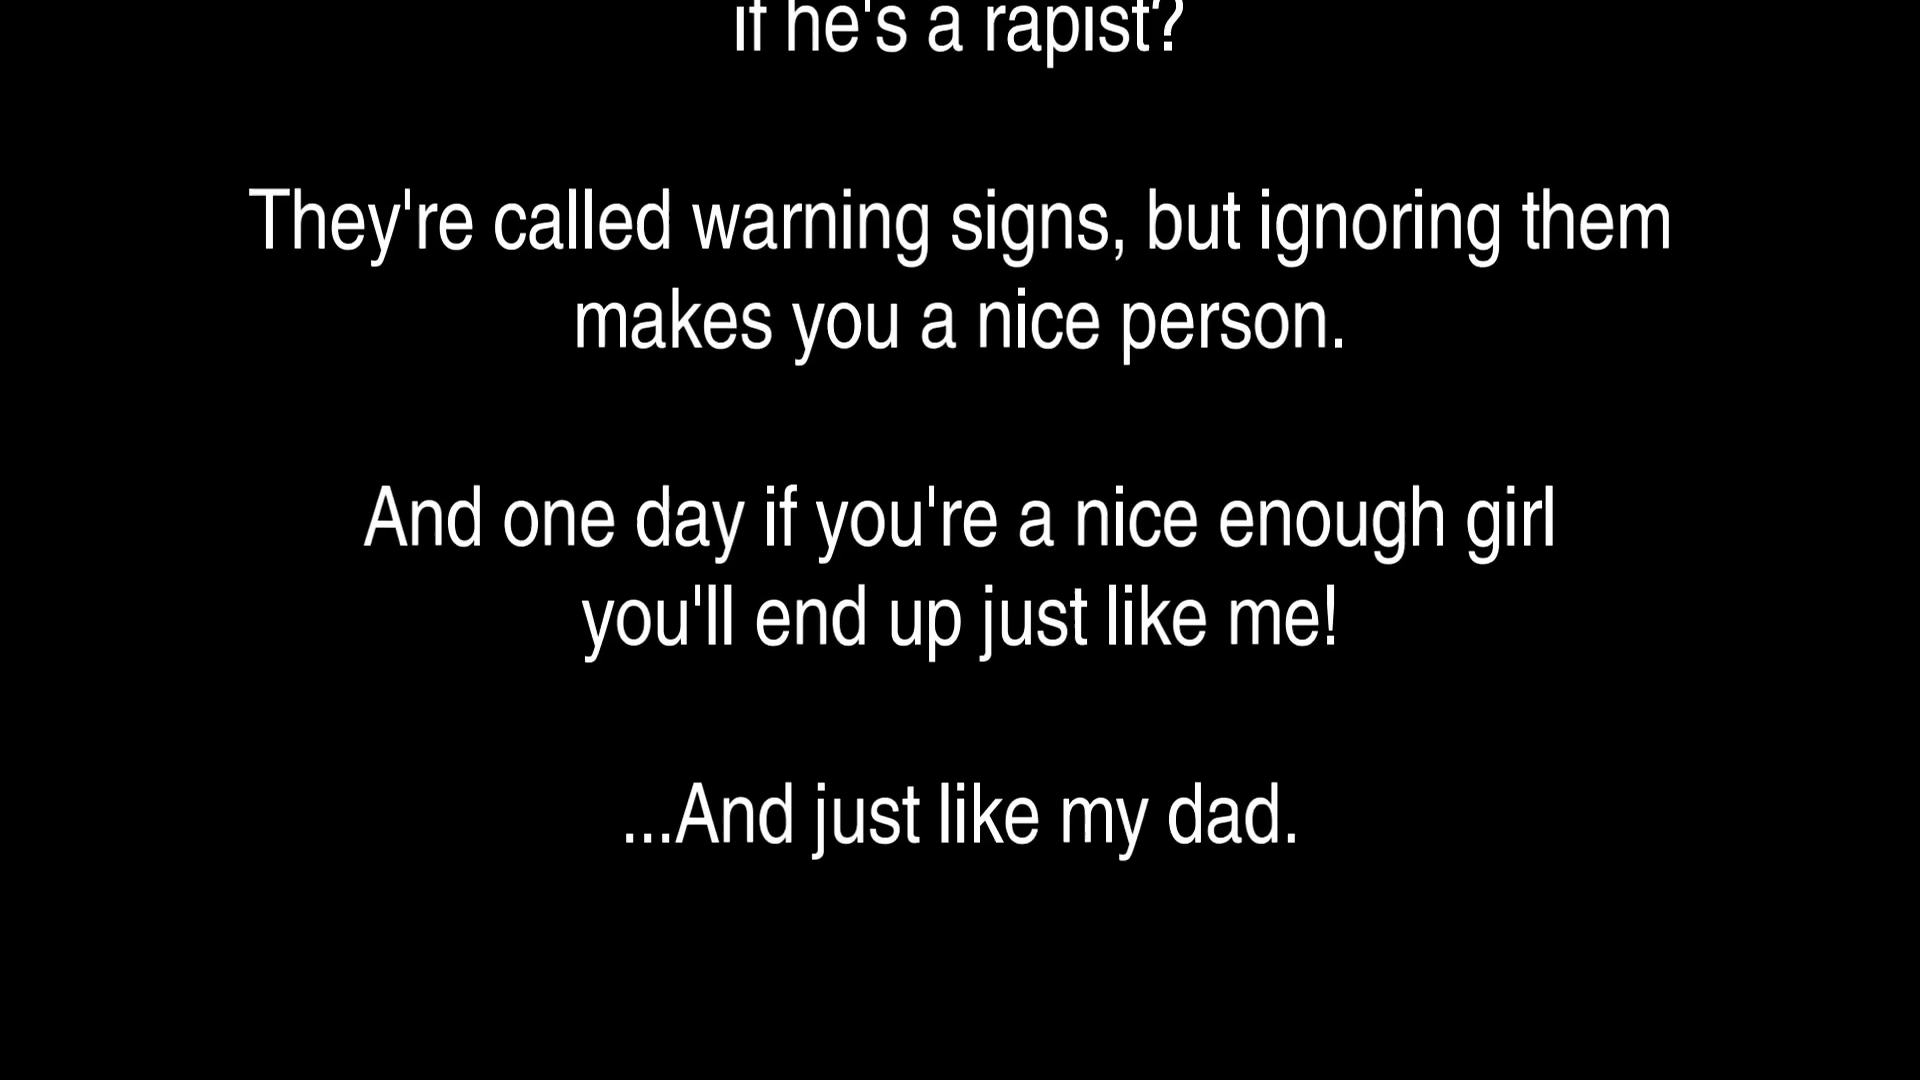 if he's a rapist?
They're called warning signs, but ignoring them
makes you a nice person.
And one day if you're a nice enough girl
you'll end up just like me!
...And just like my dad.